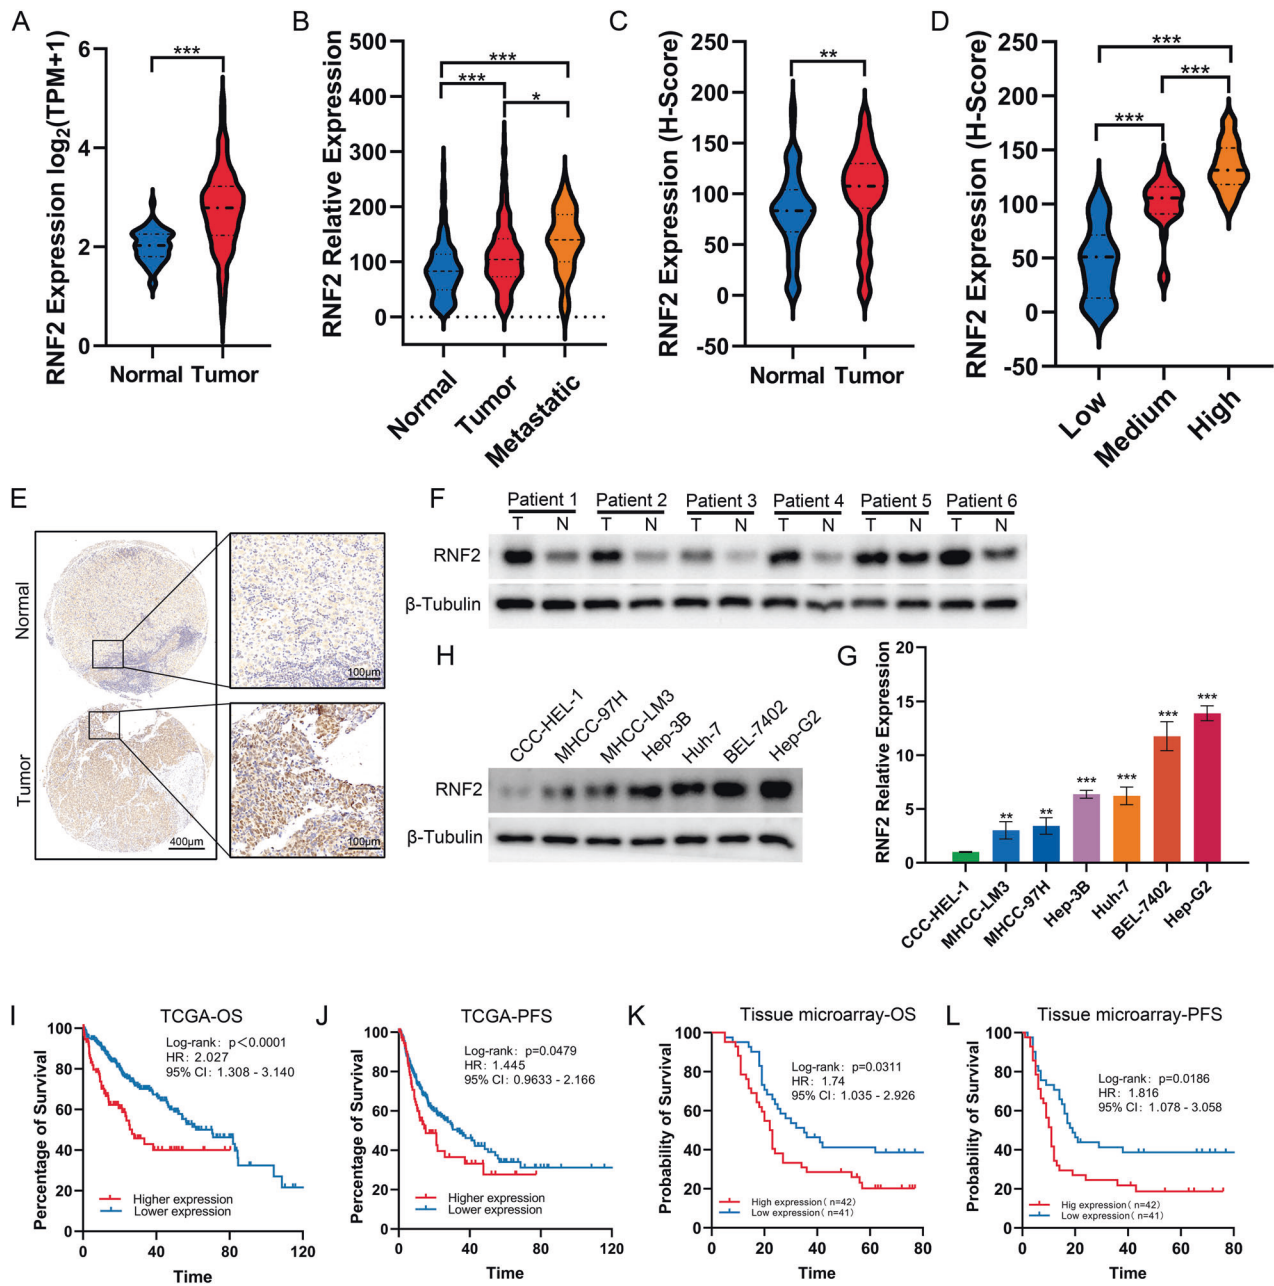 A
RNF2 Expression log2(TPM+1)
6
4
2
0
***
Normal Tumor
B
RNF2 Relative Expression
500
400
300
200
100
0
***
***
*
Normal
Tumor
Metastatic
C
RNF2 Expression (H-Score)
250
200
150
100
50
0
-50
**
Normal Tumor
D
RNF2 Expression (H-Score)
250
200
150
100
50
0
-50
***
***
***
Low
Medium
High
E
Normal
100μm
Tumor
400μm
100μm
F
Patient 1 Patient 2 Patient 3 Patient 4 Patient 5 Patient 6
T N T N T N T N T N T N
RNF2
β-Tubulin
H
CCC-HEL-1
MHCC-97H
MHCC-LM3
Hep-3B
Huh-7
BEL-7402
Hep-G2
RNF2
β-Tubulin
G
RNF2 Relative Expression
20
15
10
5
0
**
**
***
***
***
***
CCC-HEL-1
MHCC-LM3
MHCC-97H
Hep-3B
Huh-7
BEL-7402
Hep-G2
I
TCGA-OS
Percentage of Survival
100
80
60
40
20
0
Log-rank: p<0.0001
HR: 2.027
95% CI: 1.308 - 3.140
Higher expression
Lower expression
0 40 80 120
Time
J
TCGA-PFS
Percentage of Survival
100
80
60
40
20
0
Log-rank: p=0.0479
HR: 1.445
95% CI: 0.9633 - 2.166
Higher expression
Lower expression
0 40 80 120
Time
K
Tissue microarray-OS
Probability of Survival
100
80
60
40
20
0
Log-rank: p=0.0311
HR: 1.74
95% CI: 1.035 - 2.926
High expression( n=42)
Low expression( n=41)
0 20 40 60 80
Time
L
Tissue microarray-PFS
Probability of Survival
100
80
60
40
20
0
Log-rank: p=0.0186
HR: 1.816
95% CI: 1.078 - 3.058
Hig expression( n=42)
Low expression( n=41)
0 20 40 60 80
Time